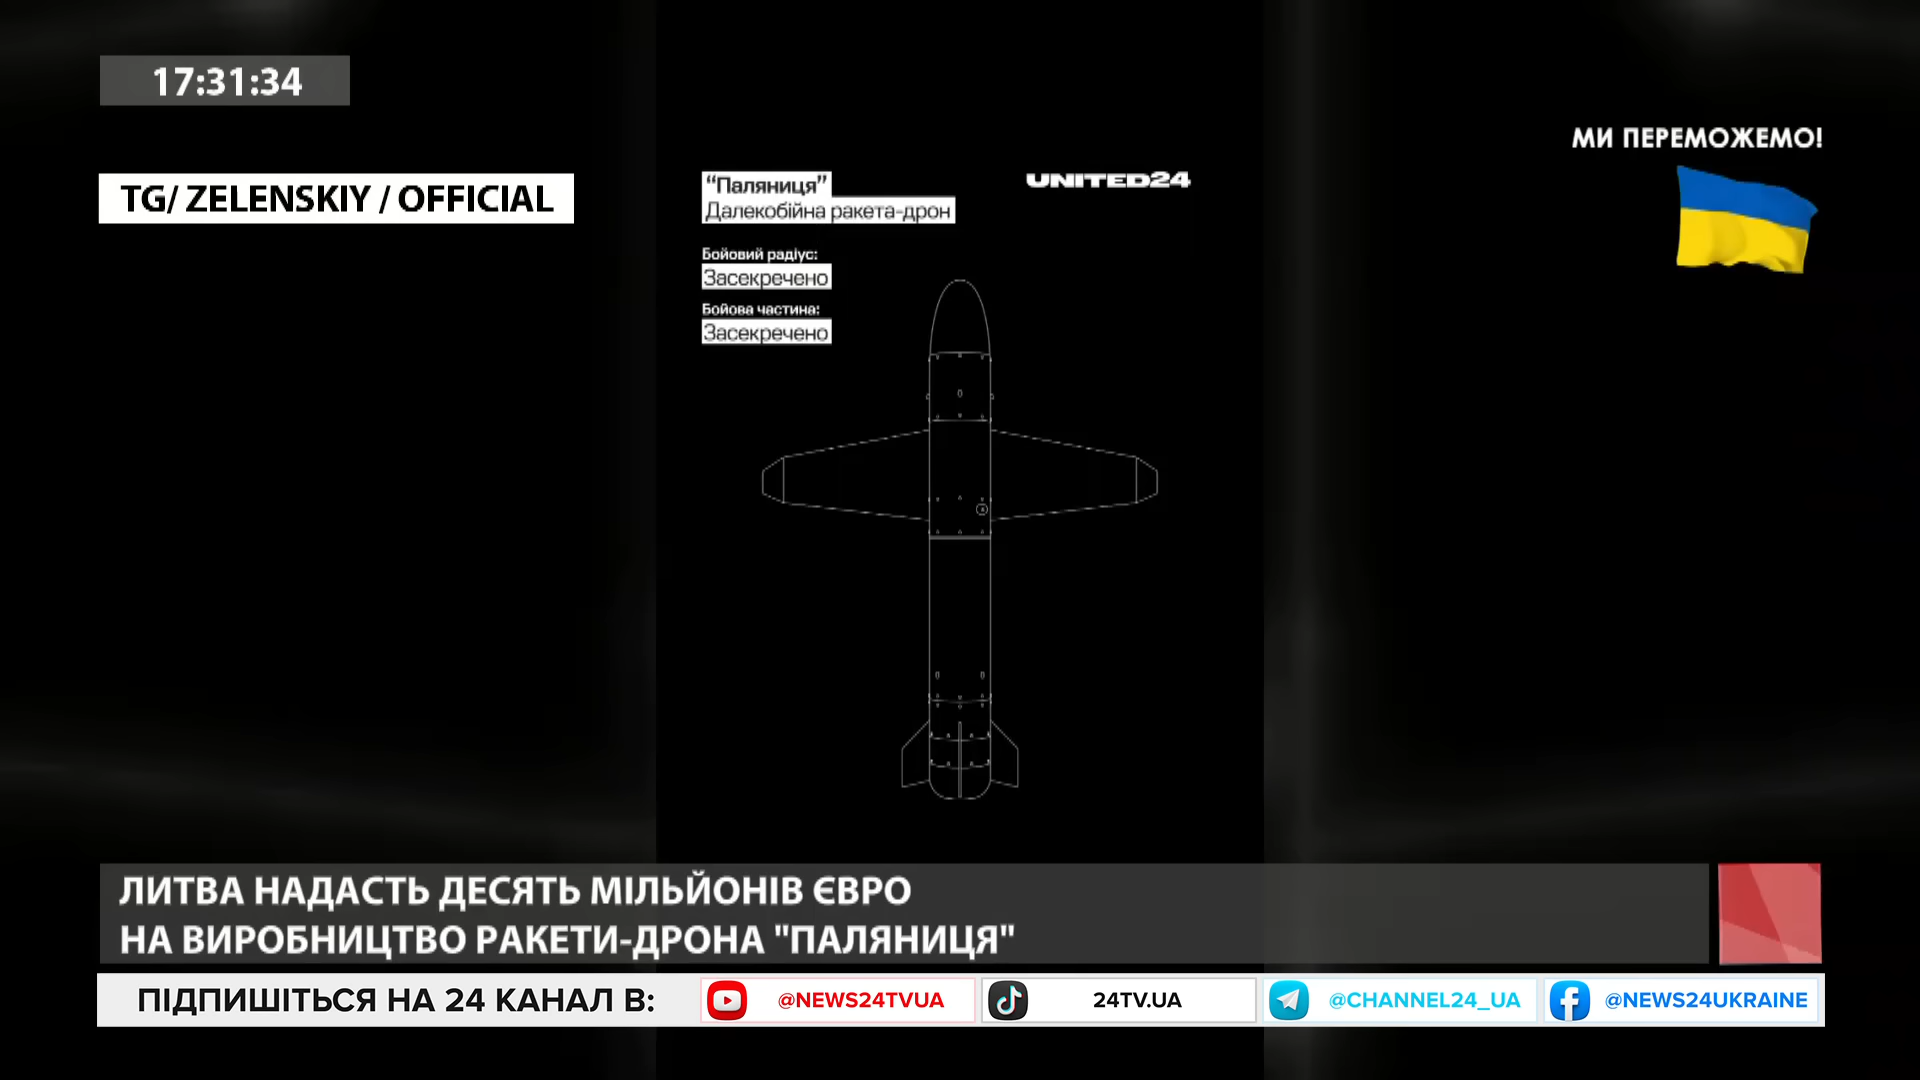 17:31:34
МИ ПЕРЕМОЖЕМО!
TG/ ZELENSKIY / OFFICIAL
“Паляниця”
Далекобійна ракета-дрон
UNITED24
Бойовий радіус:
Засекречено
Бойова частина:
Засекречено
ЛИТВА НАДАСТЬ ДЕСЯТЬ МІЛЬЙОНІВ ЄВРО
НА ВИРОБНИЦТВО РАКЕТИ-ДРОНА "ПАЛЯНИЦЯ"
ПІДПИШІТЬСЯ НА 24 КАНАЛ В:
@NEWS24TVUA
24TV.UA
@CHANNEL24_UA
@NEWS24UKRAINE